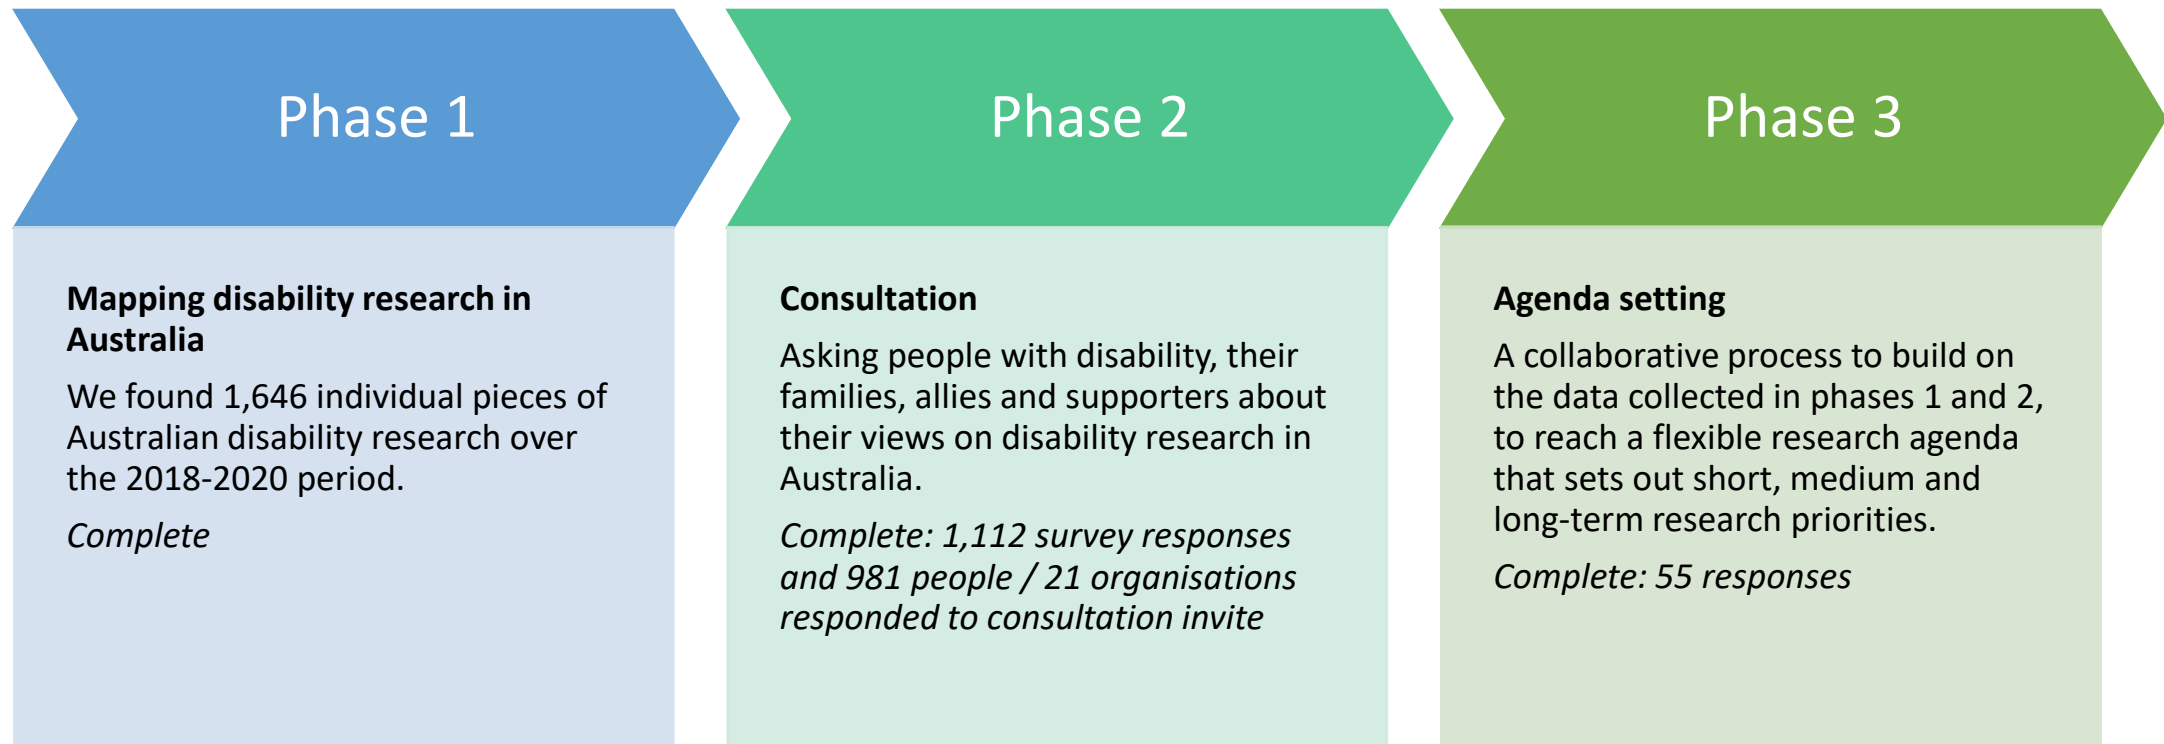 Phase 1
Mapping disability research in
Australia
We found 1,646 individual pieces of
Australian disability research over
the 2018-2020 period.
Complete
Phase 2
Consultation
Asking people with disability, their
families, allies and supporters about
their views on disability research in
Australia.
Complete: 1,112 survey responses
and 981 people / 21 organisations
responded to consultation invite
Phase 3
Agenda setting
A collaborative process to build on
the data collected in phases 1 and 2,
to reach a flexible research agenda
that sets out short, medium and
long-term research priorities.
Complete: 55 responses